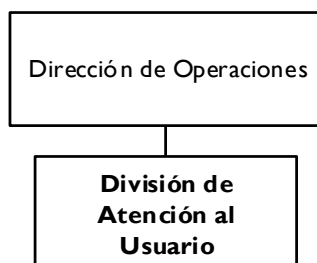 Dirección de Operaciones
División de
Atención al
Usuario